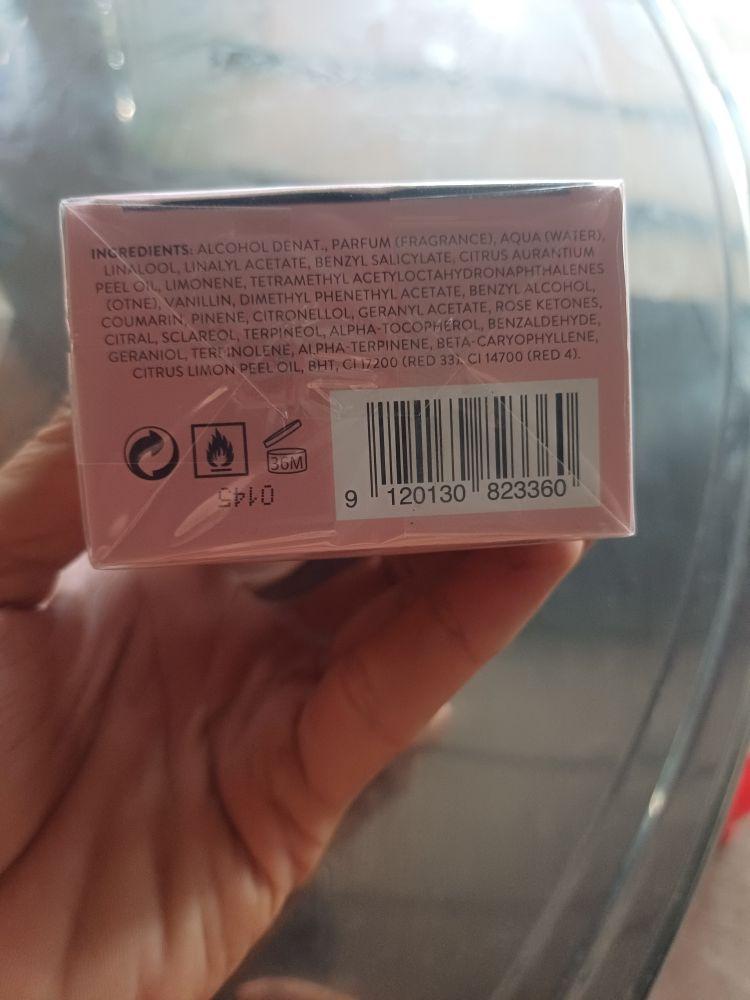 INGREDIENTS: ALCOHOL DENAT., PARFUM (FRAGRANCE), AQUA (WATER),
LINALOOL, LINALYL ACETATE, BENZYL SALICYLATE, CITRUS AURANTIUM
PEEL OIL, LIMONENE, TETRAMETHYL ACETYLOCTAHYDRONAPHTHALENES
(OTNE), VANILLIN, DIMETHYL PHENETHYL ACETATE, BENZYL ALCOHOL,
COUMARIN, PINENE, CITRONELLOL, GERANYL ACETATE, ROSE KETONES,
CITRAL, SCLAREOL, TERPINEOL, ALPHA-TOCOPHEROL, BENZALDEHYDE,
GERANIOL, TERPINOLENE, ALPHA-TERPINENE, BETA-CARYOPHYLLENE,
CITRUS LIMON PEEL OIL, BHT, CI 17200 (RED 33), CI 14700 (RED 4).
36M
0145
9 120130 823360